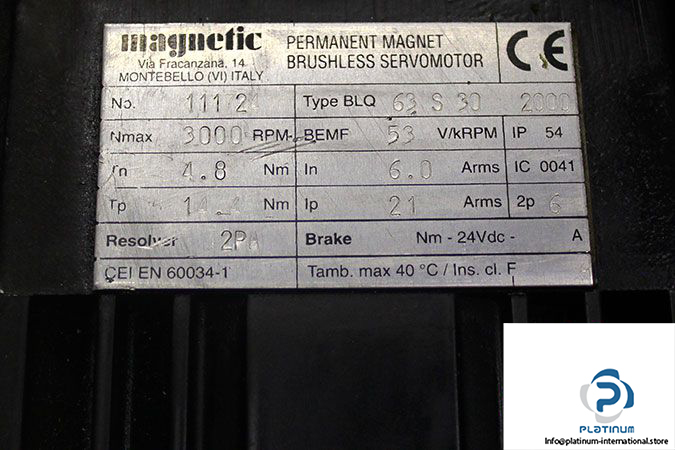 magnetic
Via Fracanzana, 14
MONTEBELLO (VI) ITALY
PERMANENT MAGNET
BRUSHLESS SERVOMOTOR
CE
No. Type BLQ 63 S 30 2000
Nmax 3000 RPM BEMF 53 V/kRPM IP 54
Tn 4.8 Nm In 6.0 Arms IC 0041
Tp Nm Ip 21 Arms 2p 6
Resolver Brake Nm - 24Vdc - A
CEI EN 60034-1 Tamb. max 40 °C / Ins. cl. F
PLATINUM
Info@platinum-international.store